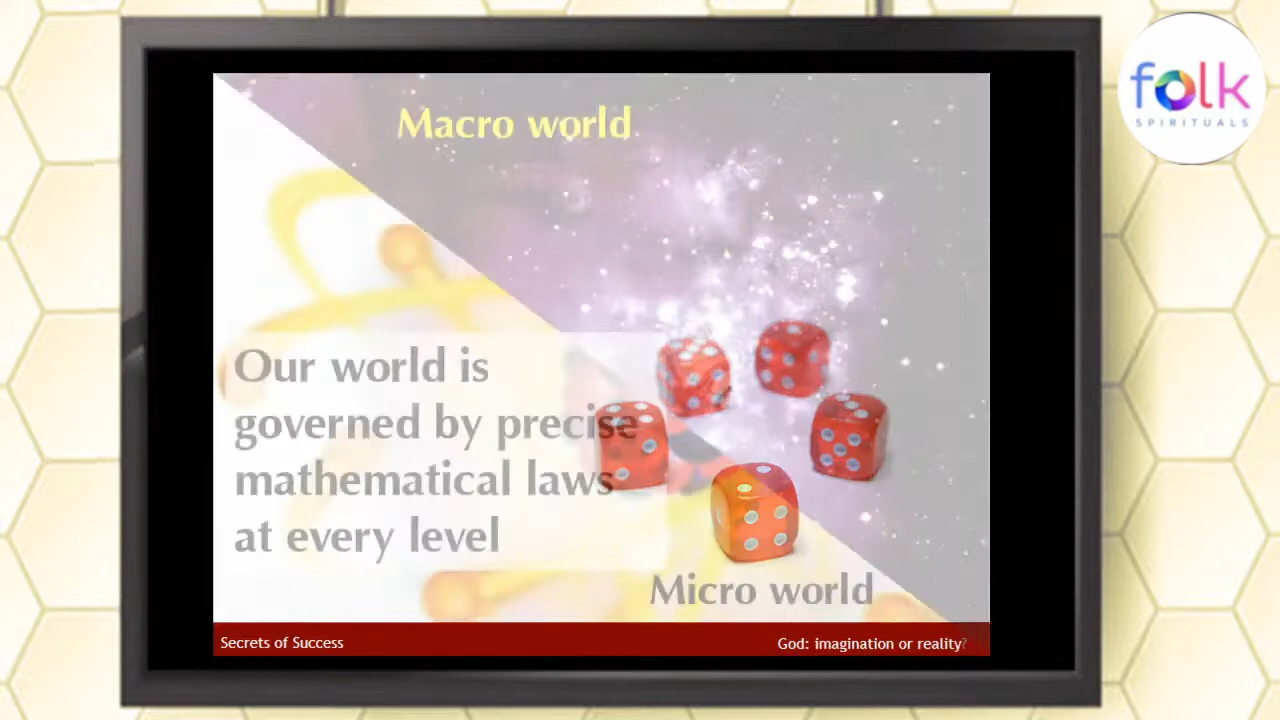 folk
SPIRITUALS
Macro world
Our world is
governed by precise
mathematical laws
at every level
Micro world
Secrets of Success
God: imagination or reality?